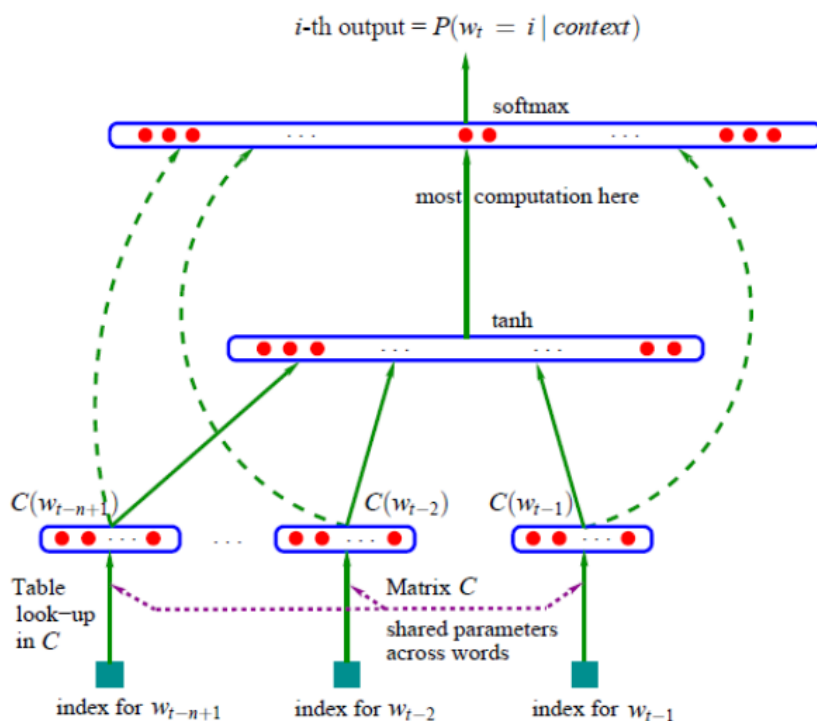 i-th output = P(w_t = i | context)
softmax
. . .
. . .
most computation here
tanh
. . .
. . .
C(w_{t−n+1})
C(w_{t−2})
C(w_{t−1})
. . .
. . .
. . .
. . .
Table
look−up
in C
Matrix C
shared parameters
across words
index for w_{t−n+1}
index for w_{t−2}
index for w_{t−1}